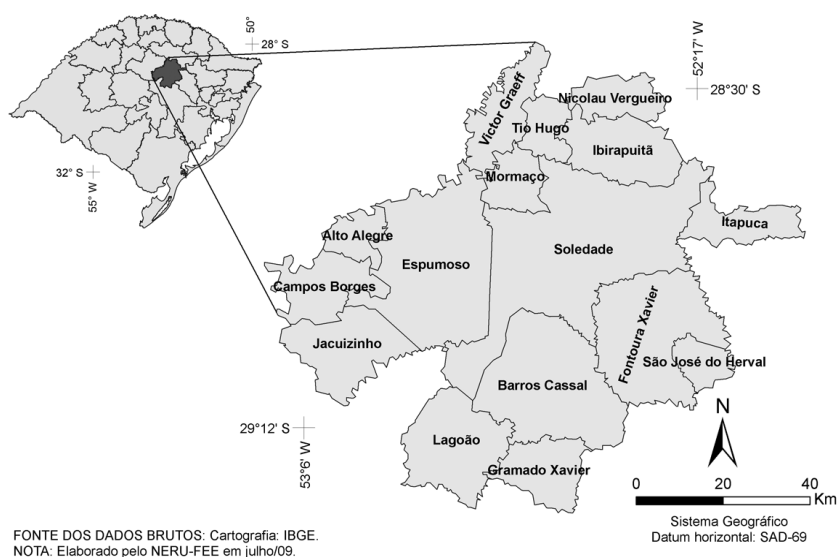 50°
28° S
32° S
55° W
52°17' W
28°30' S
Nicolau Vergueiro
Victor Graeff
Tio Hugo
Ibirapuitã
Mormaço
Itapuca
Alto Alegre
Espumoso
Soledade
Campos Borges
Fontoura Xavier
Jacuizinho
São José do Herval
Barros Cassal
29°12' S
53°6' W
Lagoão
Gramado Xavier
N
0 20 40
Km
Sistema Geográfico
Datum horizontal: SAD-69
FONTE DOS DADOS BRUTOS: Cartografia: IBGE.
NOTA: Elaborado pelo NERU-FEE em julho/09.